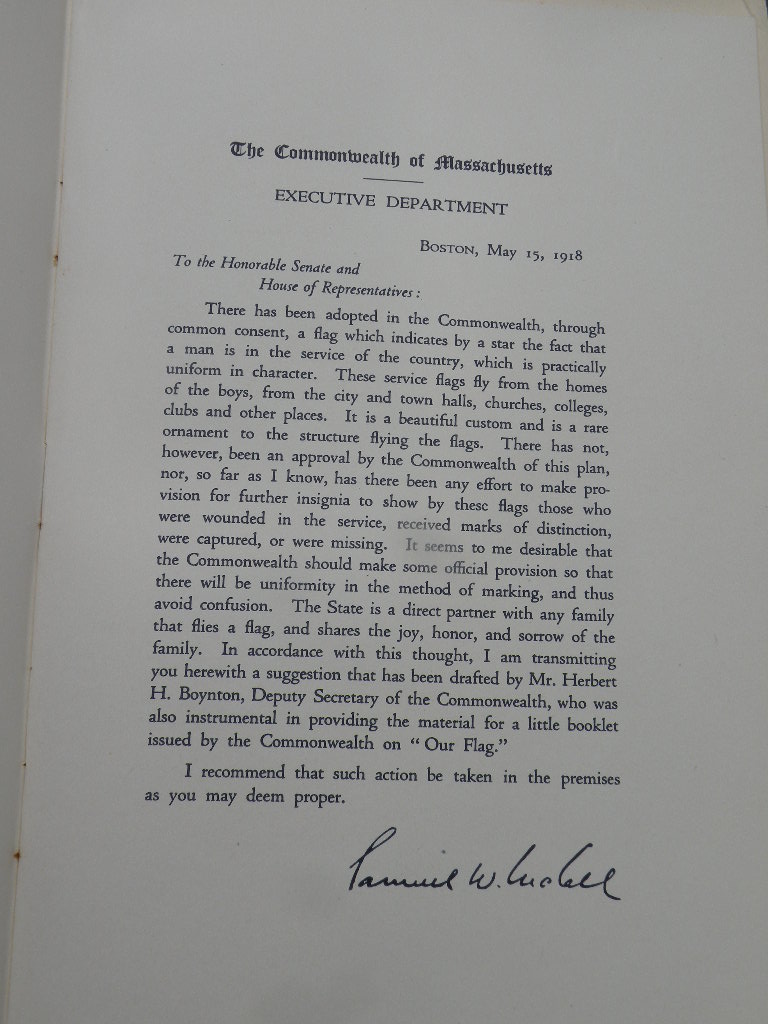 The Commonwealth of Massachusetts
EXECUTIVE DEPARTMENT
BOSTON, May 15, 1918
To the Honorable Senate and
House of Representatives:
There has been adopted in the Commonwealth, through
common consent, a flag which indicates by a star the fact that
a man is in the service of the country, which is practically
uniform in character. These service flags fly from the homes
of the boys, from the city and town halls, churches, colleges,
clubs and other places. It is a beautiful custom and is a rare
ornament to the structure flying the flags. There has not,
however, been an approval by the Commonwealth of this plan,
nor, so far as I know, has there been any effort to make pro-
vision for further insignia to show by these flags those who
were wounded in the service, received marks of distinction,
were captured, or were missing. It seems to me desirable that
the Commonwealth should make some official provision so that
there will be uniformity in the method of marking, and thus
avoid confusion. The State is a direct partner with any family
that flies a flag, and shares the joy, honor, and sorrow of the
family. In accordance with this thought, I am transmitting
you herewith a suggestion that has been drafted by Mr. Herbert
H. Boynton, Deputy Secretary of the Commonwealth, who was
also instrumental in providing the material for a little booklet
issued by the Commonwealth on "Our Flag."
I recommend that such action be taken in the premises
as you may deem proper.
Samuel W. McCall